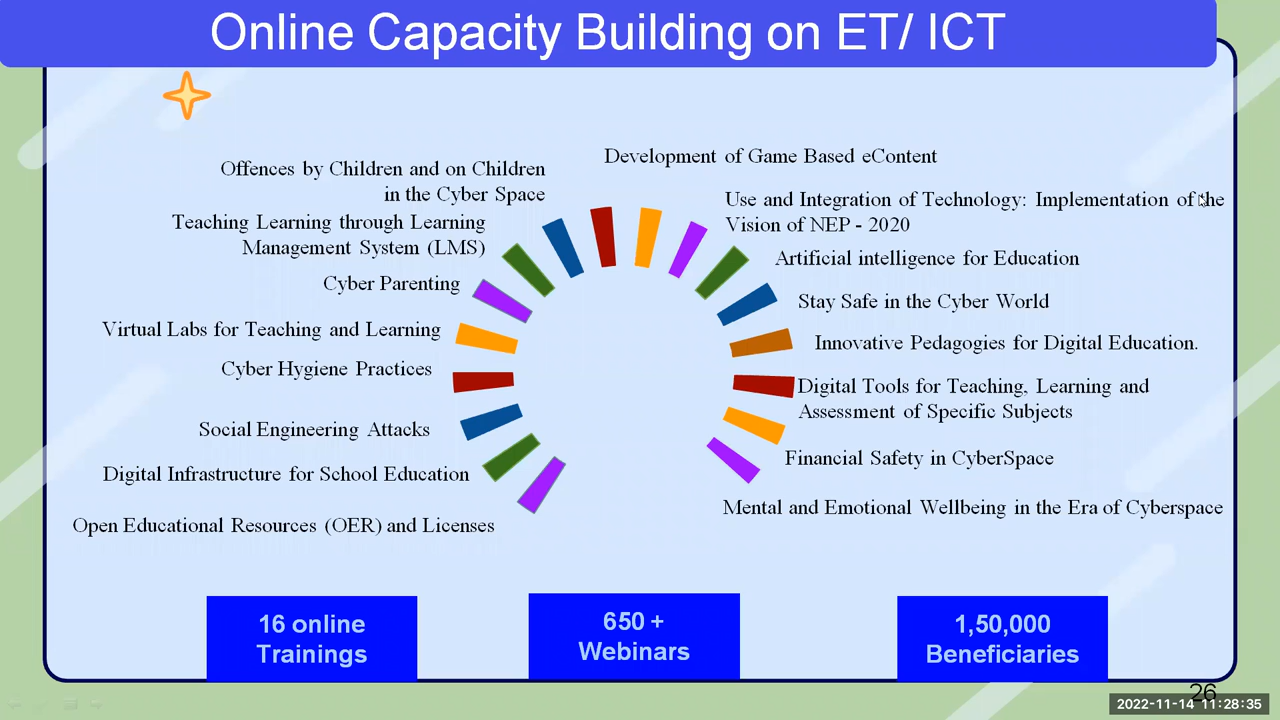 Online Capacity Building on ET/ ICT
Offences by Children and on Children
in the Cyber Space
Teaching Learning through Learning
Management System (LMS)
Cyber Parenting
Virtual Labs for Teaching and Learning
Cyber Hygiene Practices
Social Engineering Attacks
Digital Infrastructure for School Education
Open Educational Resources (OER) and Licenses
Development of Game Based eContent
Use and Integration of Technology: Implementation of the
Vision of NEP - 2020
Artificial intelligence for Education
Stay Safe in the Cyber World
Innovative Pedagogies for Digital Education.
Digital Tools for Teaching, Learning and
Assessment of Specific Subjects
Financial Safety in CyberSpace
Mental and Emotional Wellbeing in the Era of Cyberspace
16 online
Trainings
650 +
Webinars
1,50,000
Beneficiaries
26
2022-11-14 11:28:35